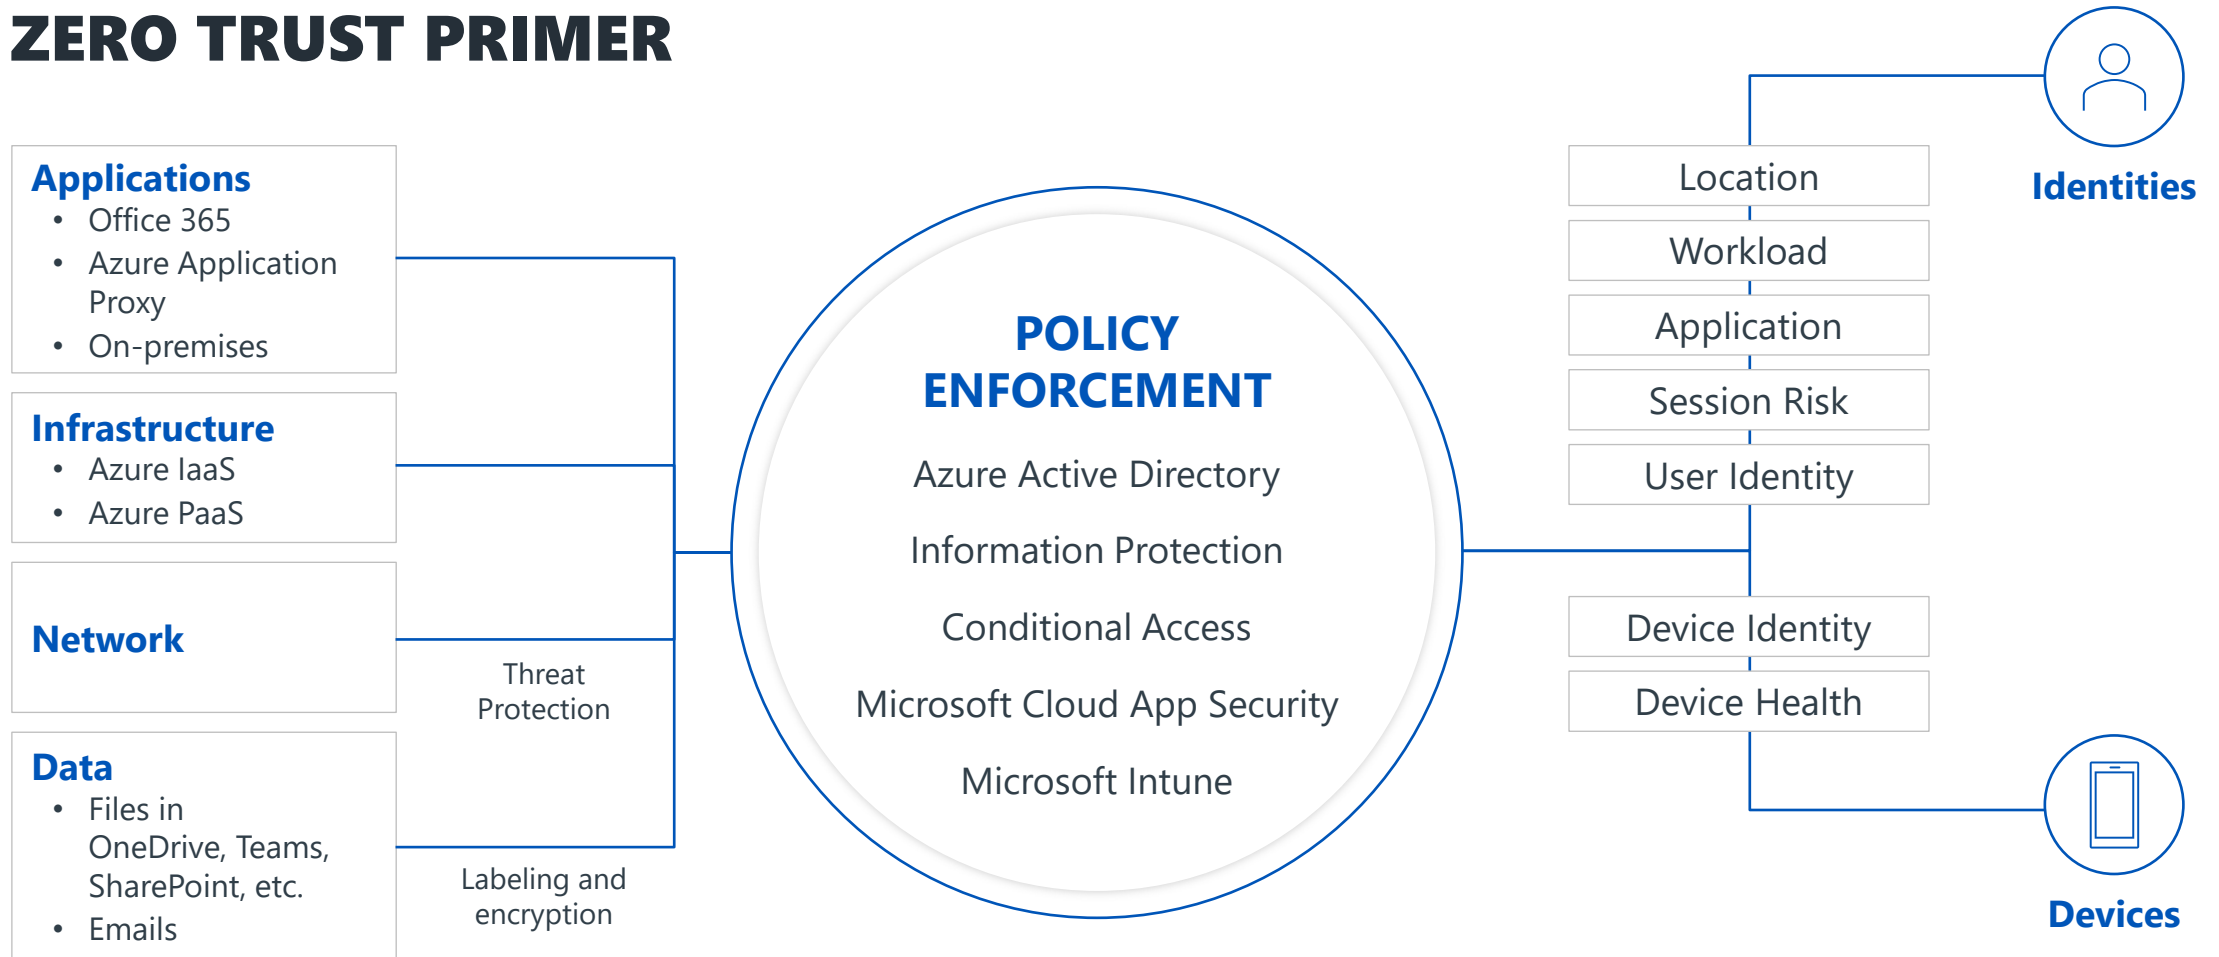 ZERO TRUST PRIMER
Applications
• Office 365
• Azure Application
Proxy
• On-premises
Infrastructure
• Azure IaaS
• Azure PaaS
Network
Threat
Protection
Data
• Files in
OneDrive, Teams,
SharePoint, etc.
• Emails
Labeling and
encryption
POLICY
ENFORCEMENT
Azure Active Directory
Information Protection
Conditional Access
Microsoft Cloud App Security
Microsoft Intune
Location
Workload
Application
Session Risk
User Identity
Device Identity
Device Health
Identities
Devices